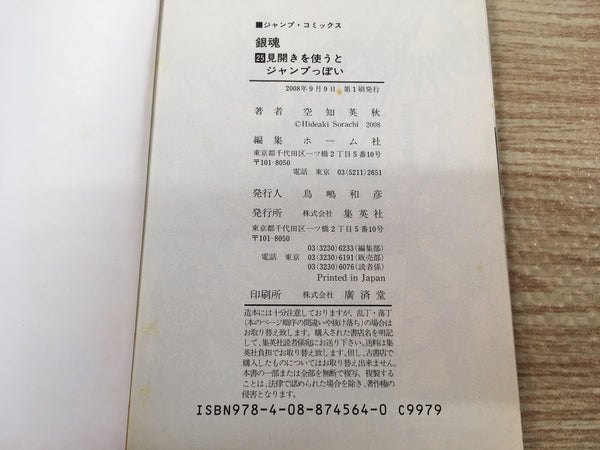 ■ジャンプ・コミックス
銀魂
25見開きを使うと
ジャンプっぽい
2008年9月9日 第1刷発行
著者 空知英秋
©Hideaki Sorachi 2008
編集 ホーム社
東京都千代田区一ツ橋2丁目5番10号
〒101-8050
電話 東京 03(5211)2651
発行人 鳥嶋和彦
発行所 株式会社 集英社
東京都千代田区一ツ橋2丁目5番10号
〒101-8050
03(3230)6233(編集部)
電話 東京 03(3230)6191(販売部)
03(3230)6076(読者係)
Printed in Japan
印刷所 株式会社 廣済堂
造本には十分注意しておりますが、乱丁・落丁
(本のページ順序の間違いや抜け落ち)の場合は
お取り替え致します。購入された書店名を明記
して、集英社読者係宛にお送り下さい。送料は集
英社負担でお取り替え致します。但し、古書店で
購入したものについてはお取り替え出来ません。
本書の一部または全部を無断で複写、複製する
ことは、法律で認められた場合を除き、著作権の
侵害となります。
ISBN978-4-08-874564-0 C9979